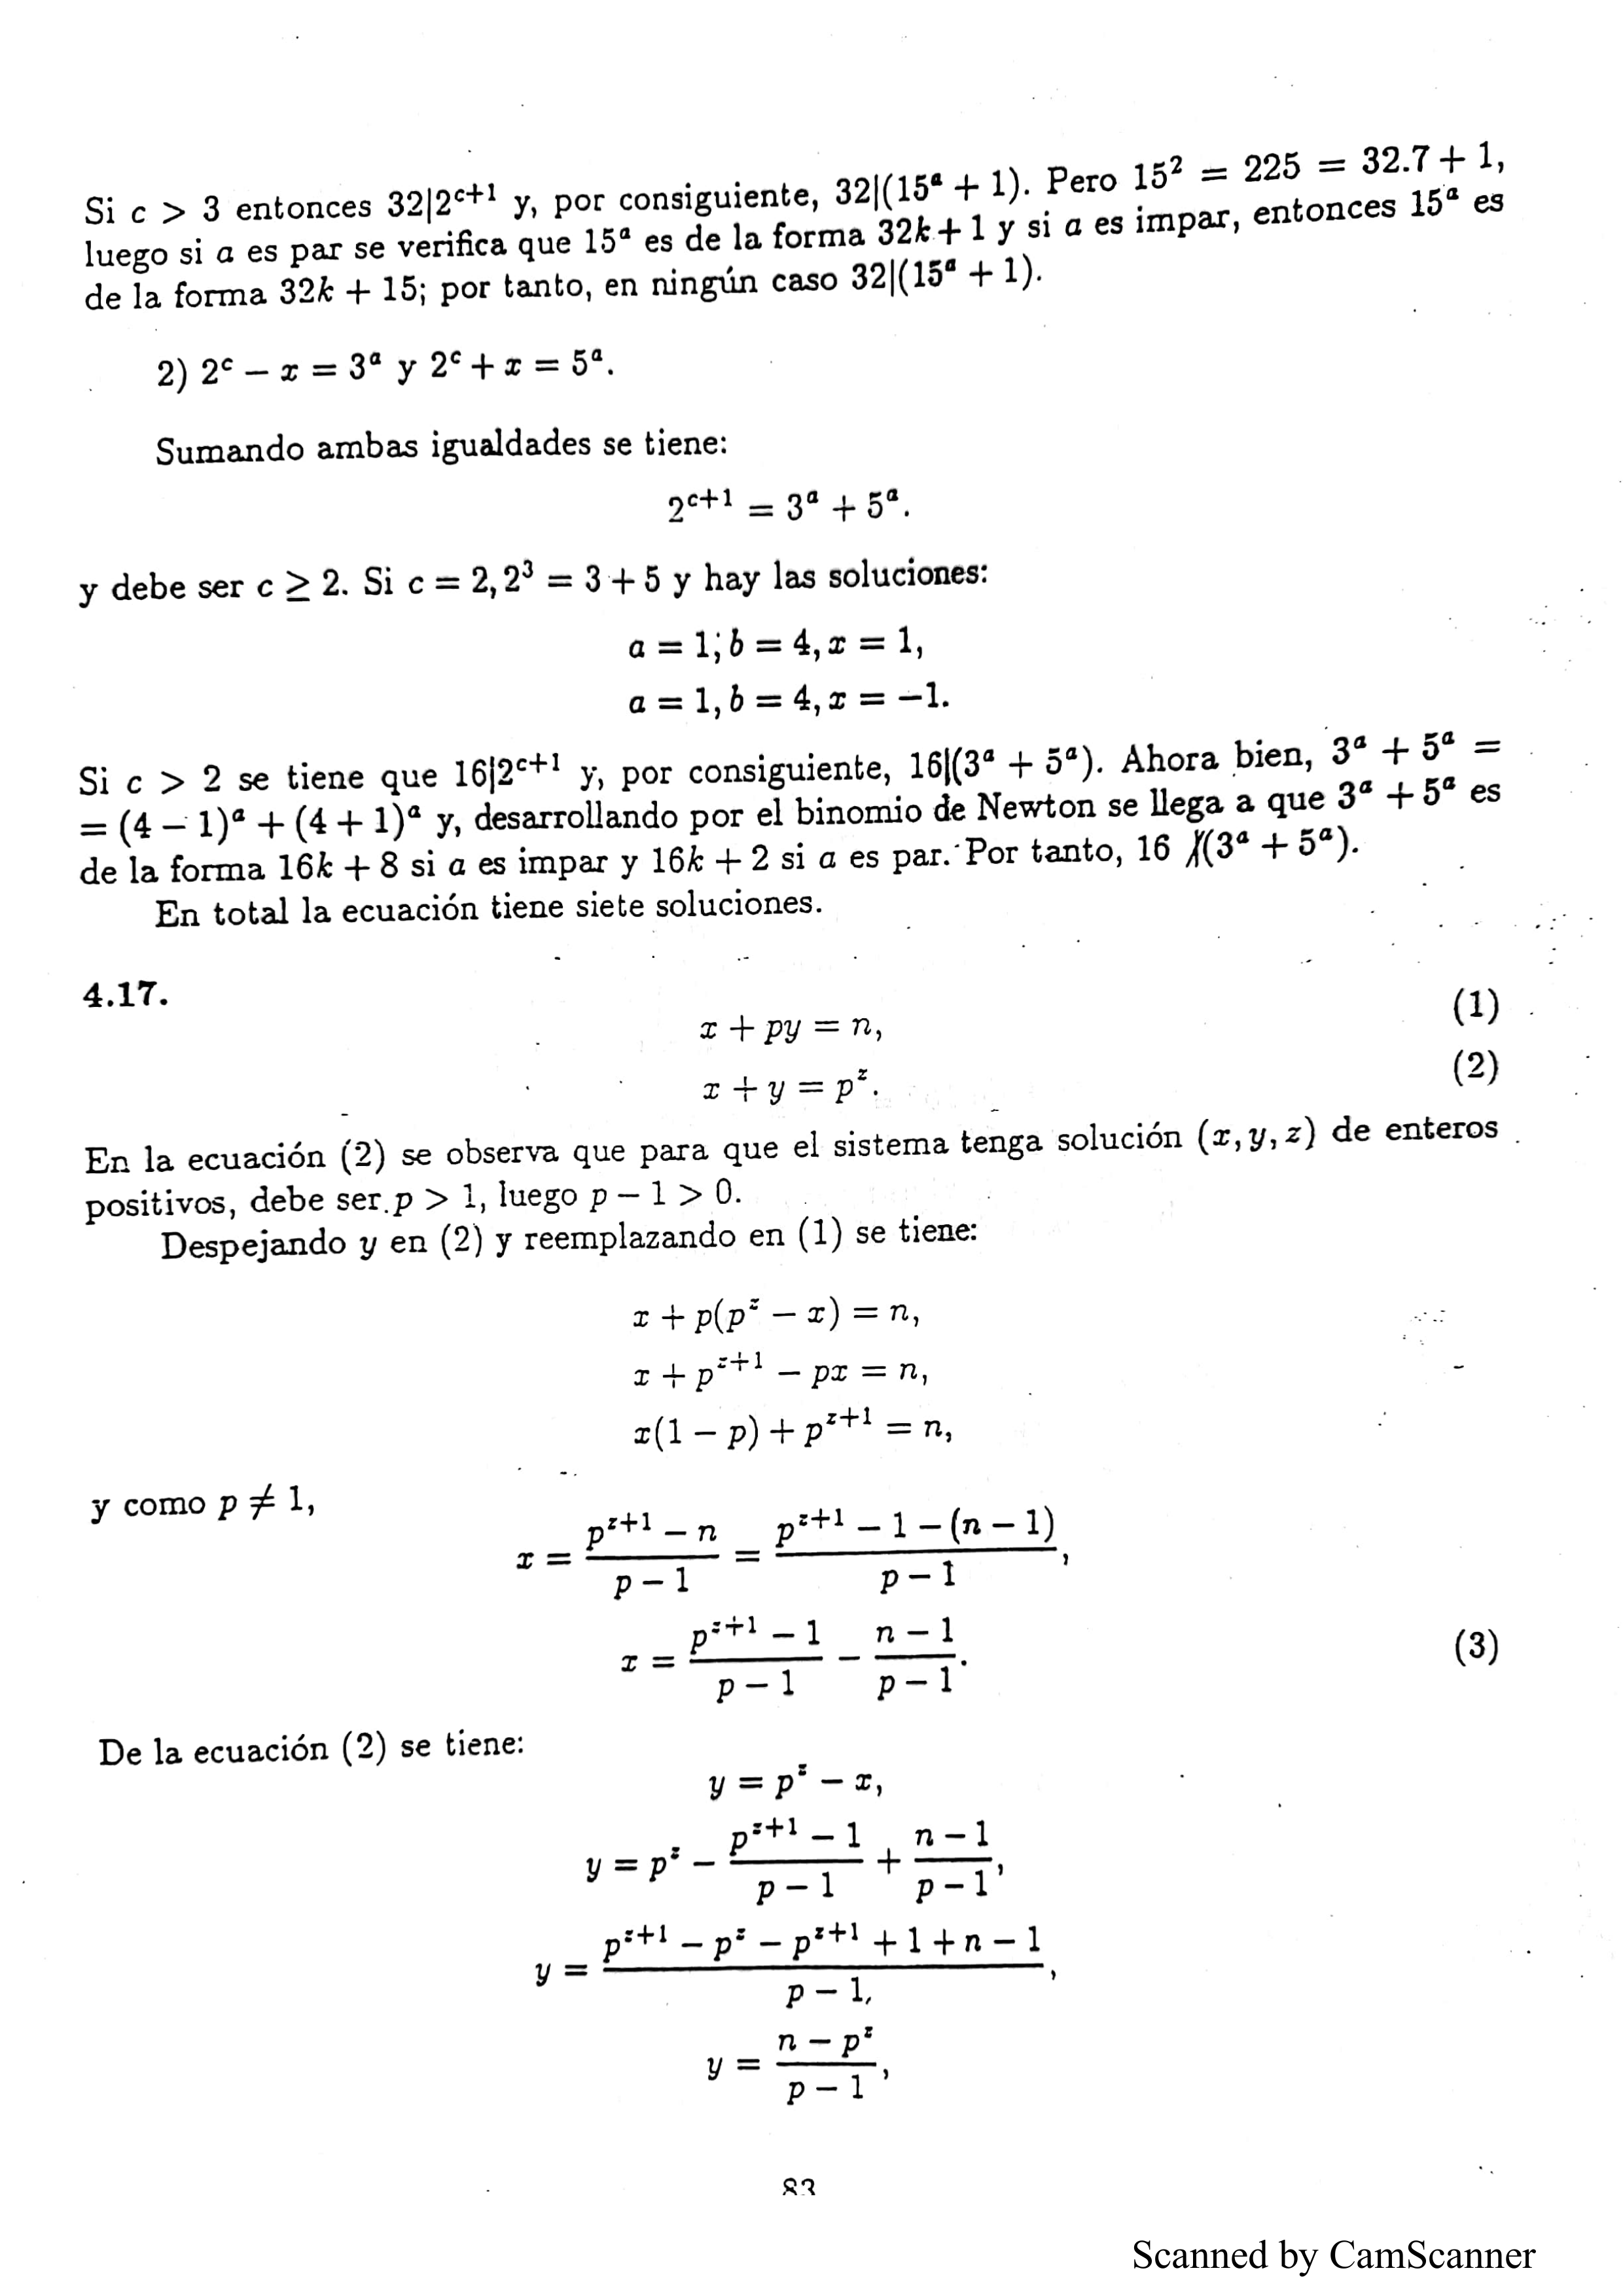 Si c > 3 entonces 32|2^{c+1} y, por consiguiente, 32|(15^a + 1). Pero 15^2 = 225 = 32.7 + 1,
luego si a es par se verifica que 15^a es de la forma 32k + 1 y si a es impar, entonces 15^a es
de la forma 32k + 15; por tanto, en ningún caso 32|(15^a + 1).
2) 2^c − x = 3^a y 2^c + x = 5^a.
Sumando ambas igualdades se tiene:
2^{c+1} = 3^a + 5^a.
y debe ser c ≥ 2. Si c = 2, 2^3 = 3 + 5 y hay las soluciones:
a = 1; b = 4, x = 1,
a = 1, b = 4, x = −1.
Si c > 2 se tiene que 16|2^{c+1} y, por consiguiente, 16|(3^a + 5^a). Ahora bien, 3^a + 5^a =
= (4 − 1)^a + (4 + 1)^a y, desarrollando por el binomio de Newton se llega a que 3^a + 5^a es
de la forma 16k + 8 si a es impar y 16k + 2 si a es par. Por tanto, 16 ∤(3^a + 5^a).
En total la ecuación tiene siete soluciones.
4.17.
x + py = n, (1)
x + y = p^z. (2)
En la ecuación (2) se observa que para que el sistema tenga solución (x, y, z) de enteros
positivos, debe ser p > 1, luego p − 1 > 0.
Despejando y en (2) y reemplazando en (1) se tiene:
x + p(p^z − x) = n,
x + p^{z+1} − px = n,
x(1 − p) + p^{z+1} = n,
y como p ≠ 1,
x = \frac{p^{z+1} − n}{p − 1} = \frac{p^{z+1} − 1 − (n − 1)}{p − 1},
x = \frac{p^{z+1} − 1}{p − 1} − \frac{n − 1}{p − 1}. (3)
De la ecuación (2) se tiene:
y = p^z − x,
y = p^z − \frac{p^{z+1} − 1}{p − 1} + \frac{n − 1}{p − 1},
y = \frac{p^{z+1} − p^z − p^{z+1} + 1 + n − 1}{p − 1,},
y = \frac{n − p^z}{p − 1},
83
Scanned by CamScanner